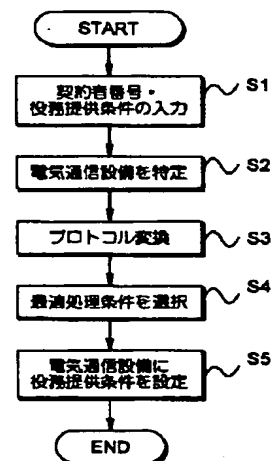 START
契約者番号・
役務提供条件の入力
S1
電気通信設備を特定
S2
プロトコル変換
S3
最適処理条件を選択
S4
電気通信設備に
役務提供条件を設定
S5
END